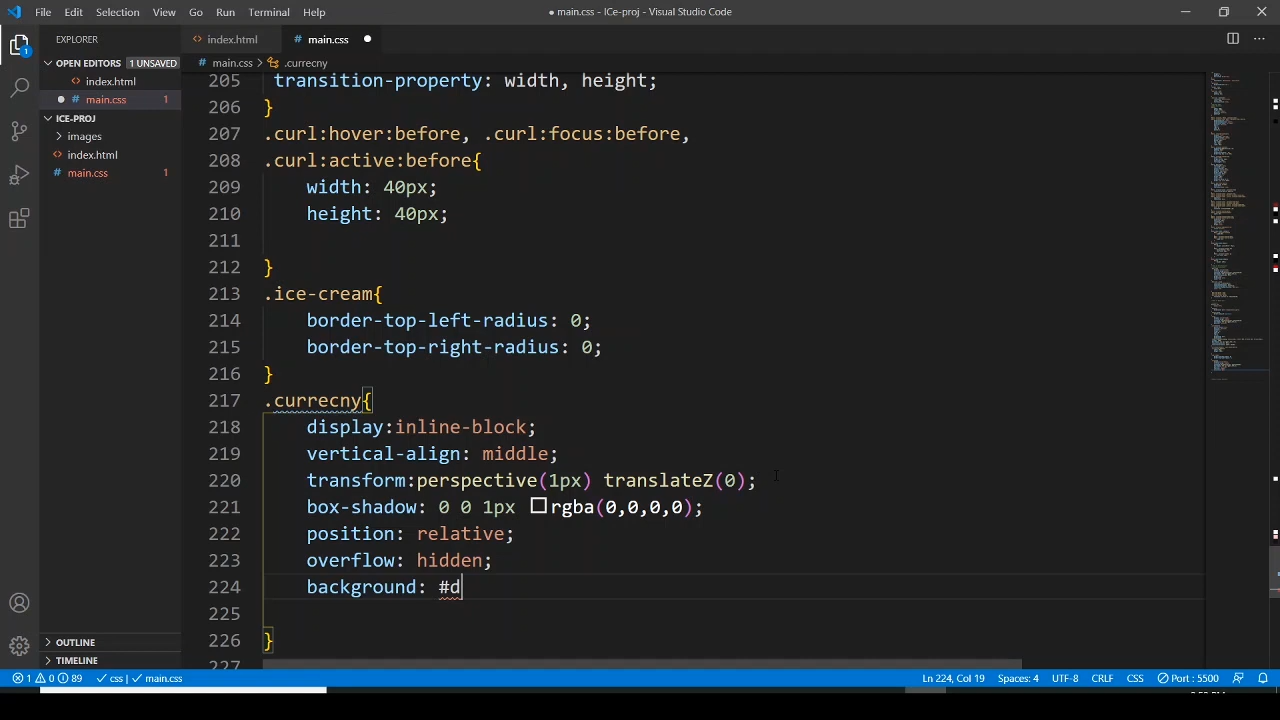 File Edit Selection View Go Run Terminal Help ● main.css - ICe-proj - Visual Studio Code
EXPLORER
index.html
main.css
OPEN EDITORS 1 UNSAVED
main.css > .currecny
index.html
main.css 1
ICE-PROJ
images
index.html
main.css 1
OUTLINE
TIMELINE
205 transition-property: width, height;
206 }
207 .curl:hover:before, .curl:focus:before,
208 .curl:active:before{
209 width: 40px;
210 height: 40px;
211
212 }
213 .ice-cream{
214 border-top-left-radius: 0;
215 border-top-right-radius: 0;
216 }
217 .currecny{
218 display:inline-block;
219 vertical-align: middle;
220 transform:perspective(1px) translateZ(0);
221 box-shadow: 0 0 1px rgba(0,0,0,0);
222 position: relative;
223 overflow: hidden;
224 background: #d
225
226 }
227
1 0 89 css | main.css Ln 224, Col 19 Spaces: 4 UTF-8 CRLF CSS Port : 5500